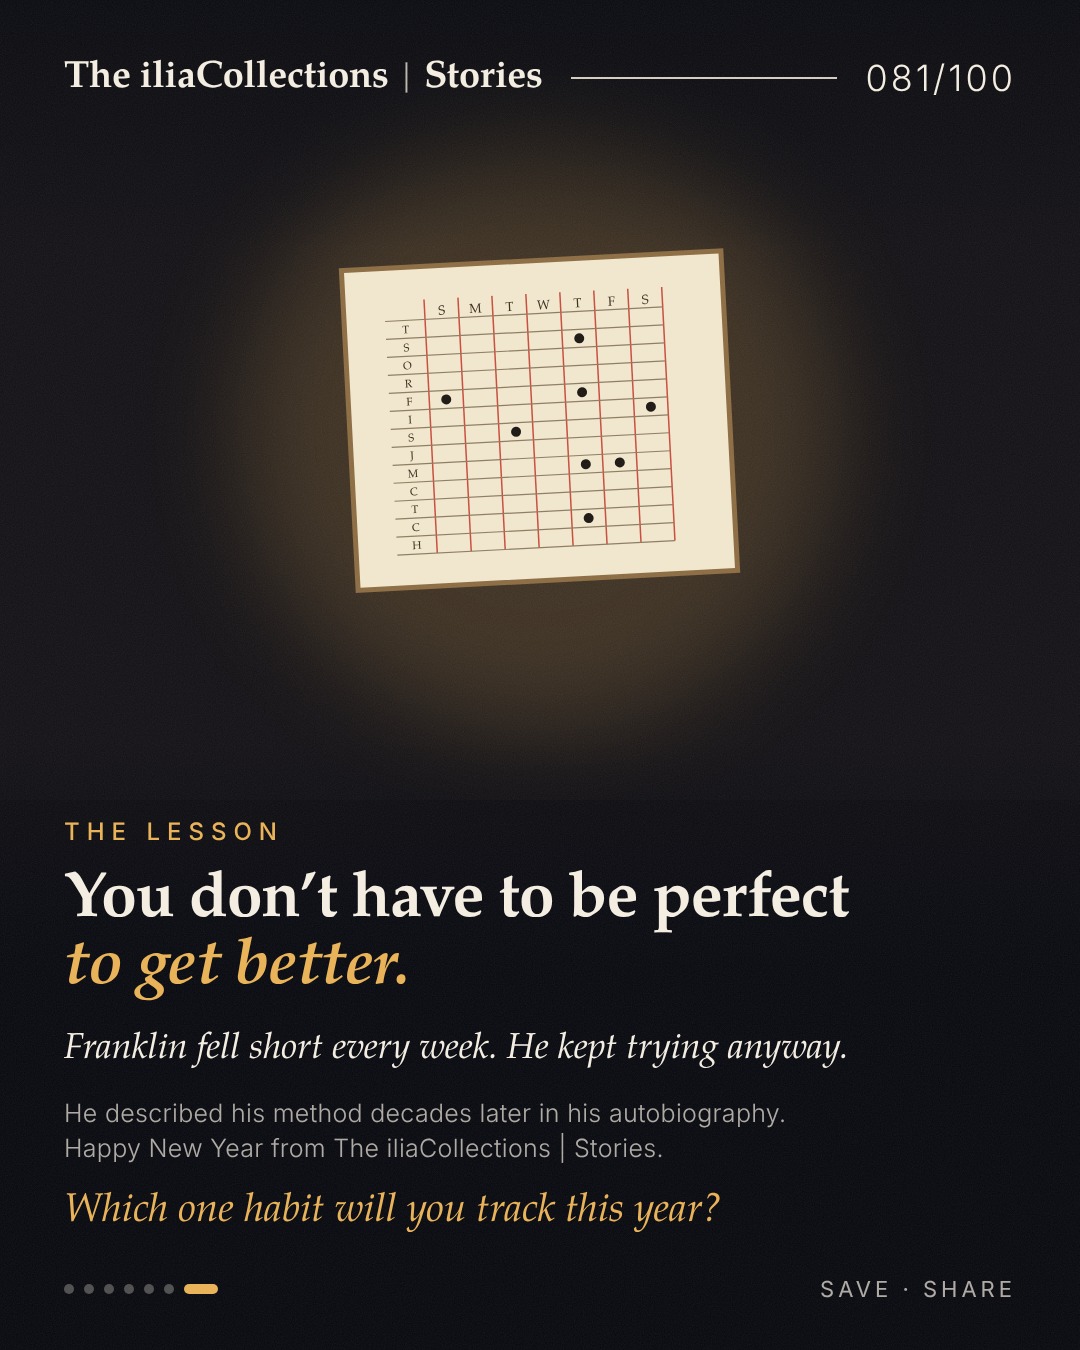 The iliaCollections | Stories 081/100
S M T W T F S
T
S
O
R
F
I
S
J
M
C
T
C
H
THE LESSON
You don’t have to be perfect
to get better.
Franklin fell short every week. He kept trying anyway.
He described his method decades later in his autobiography.
Happy New Year from The iliaCollections | Stories.
Which one habit will you track this year?
SAVE · SHARE